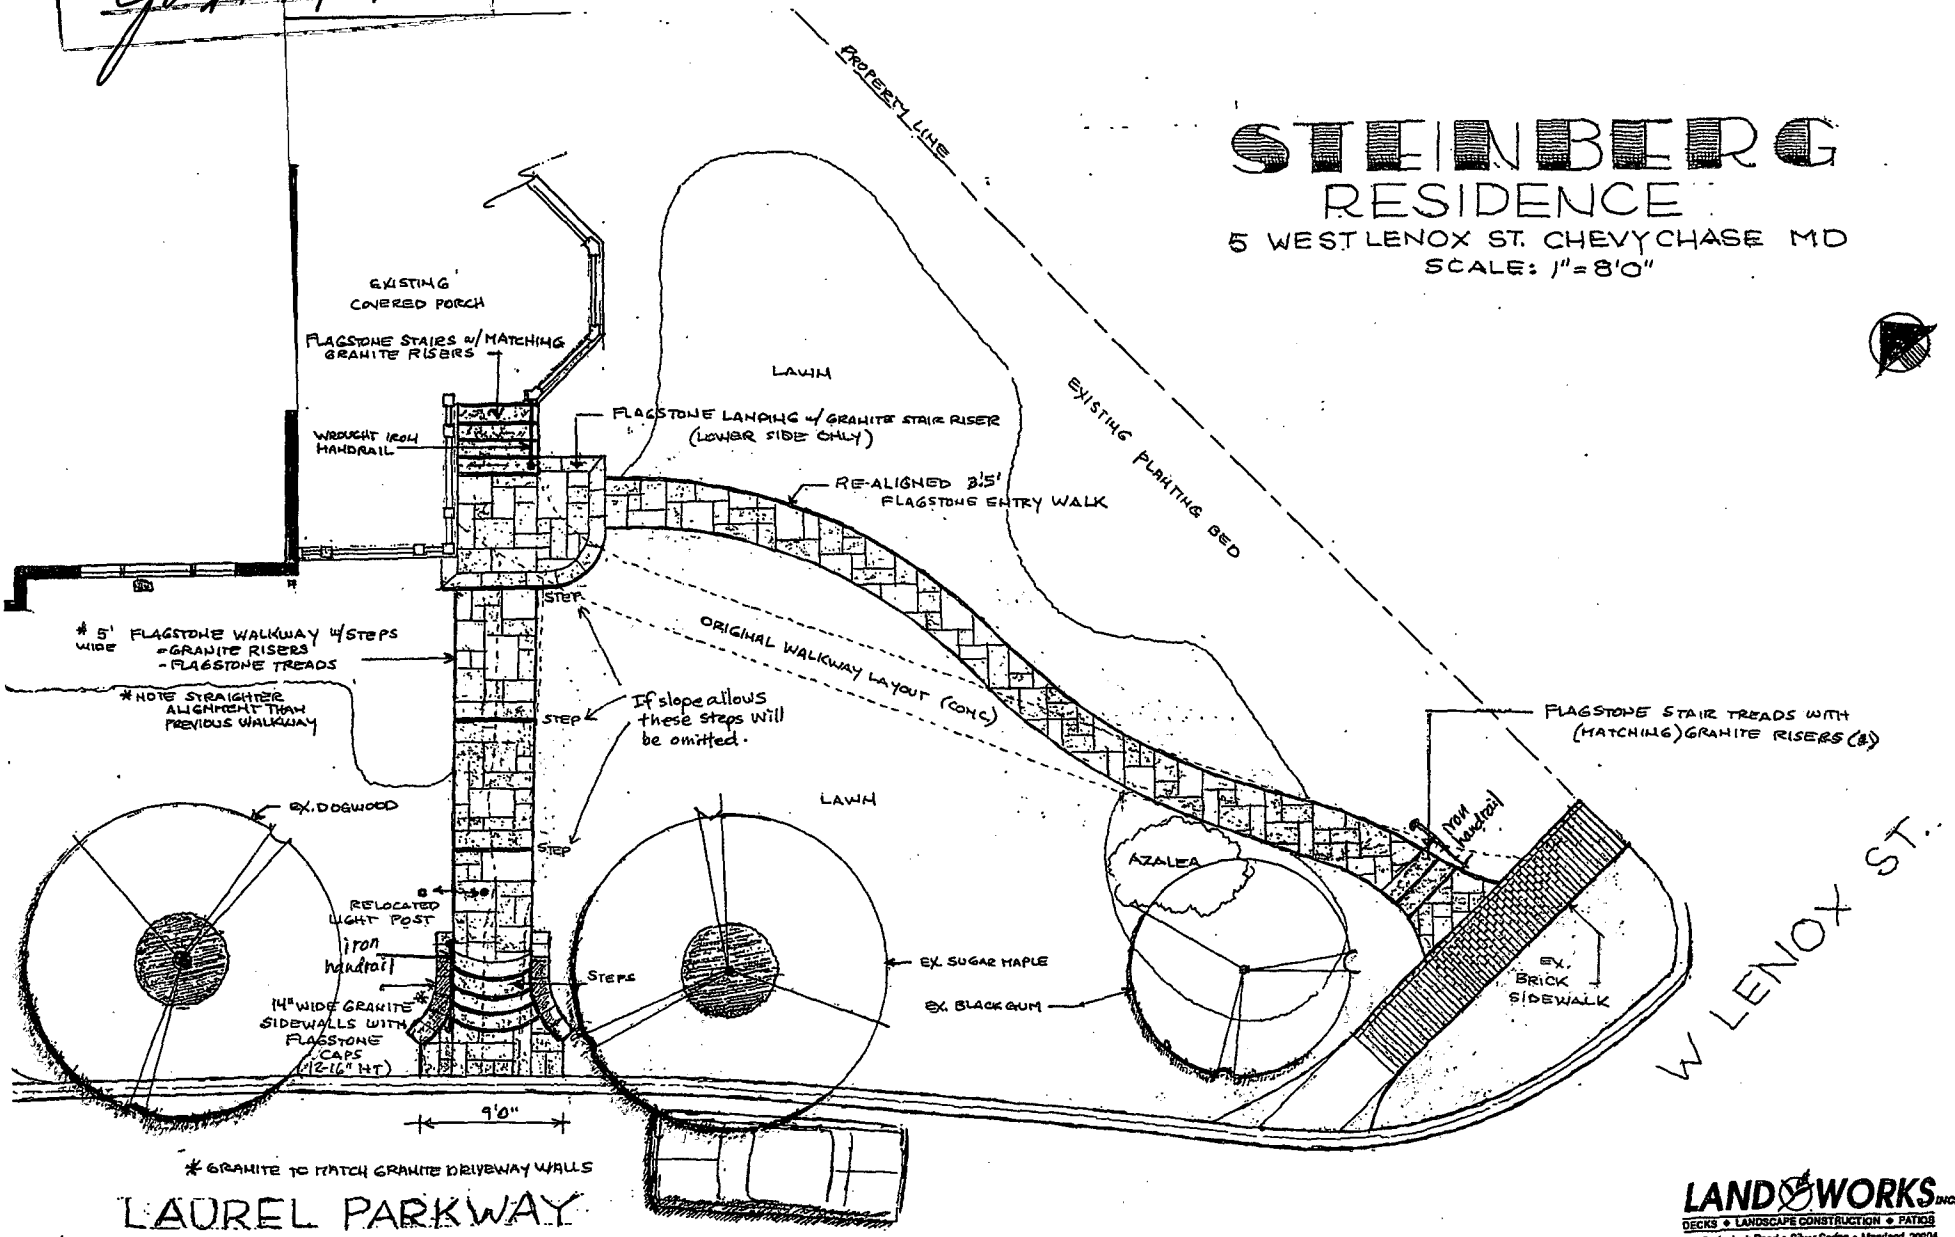 PROPERTY LINE
STEINBERG
RESIDENCE
5 WEST LENOX ST. CHEVY CHASE MD
SCALE: 1"=8'0"
EXISTING
COVERED PORCH
FLAGSTONE STAIRS W/MATCHING
GRANITE RISERS
LAWN
WROUGHT IRON
HANDRAIL
FLAGSTONE LANDING W/GRANITE STAIR RISER
(LOWER SIDE ONLY)
RE-ALIGNED 3.5'
FLAGSTONE ENTRY WALK
EXISTING PLANTING BED
STEP
* 5' FLAGSTONE WALKWAY W/STEPS
WIDE -GRANITE RISERS
-FLAGSTONE TREADS
*NOTE STRAIGHTER
ALIGNMENT THAN
PREVIOUS WALKWAY
ORIGINAL WALKWAY LAYOUT (CONC)
STEP
If slope allows
these steps will
be omitted.
FLAGSTONE STAIR TREADS WITH
(MATCHING) GRANITE RISERS
EX. DOGWOOD
LAWN
STEP
Iron
handrail
AZALEA
RELOCATED
LIGHT POST
iron
handrail
STEPS
14" WIDE GRANITE *
SIDEWALLS WITH
FLAGSTONE
CAPS
(12-16" HT)
EX. SUGAR MAPLE
EX. BLACK GUM
EX.
BRICK
SIDEWALK
W LENOX ST.
9'0"
* GRANITE TO MATCH GRANITE DRIVEWAY WALLS
LAUREL PARKWAY
LAND WORKS INC.
DECKS ♦ LANDSCAPE CONSTRUCTION ♦ PATIOS